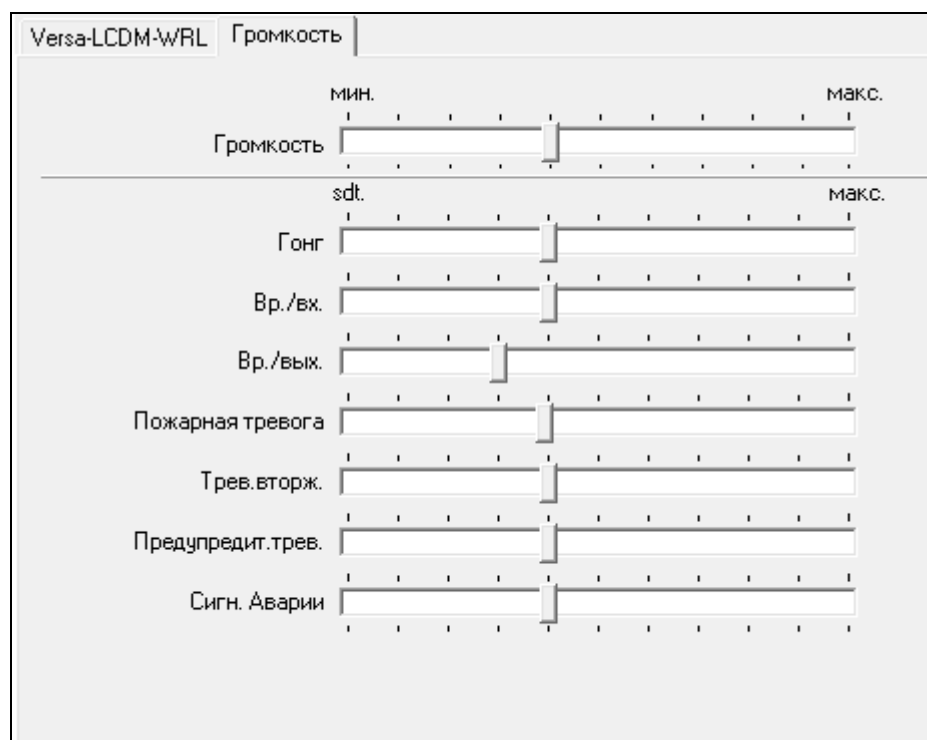 Versa-LCDM-WRL Громкость
мин. макс.
Громкость
sdt. макс.
Гонг
Вр./вх.
Вр./вых.
Пожарная тревога
Трев.вторж.
Предупредит.трев.
Сигн. Аварии